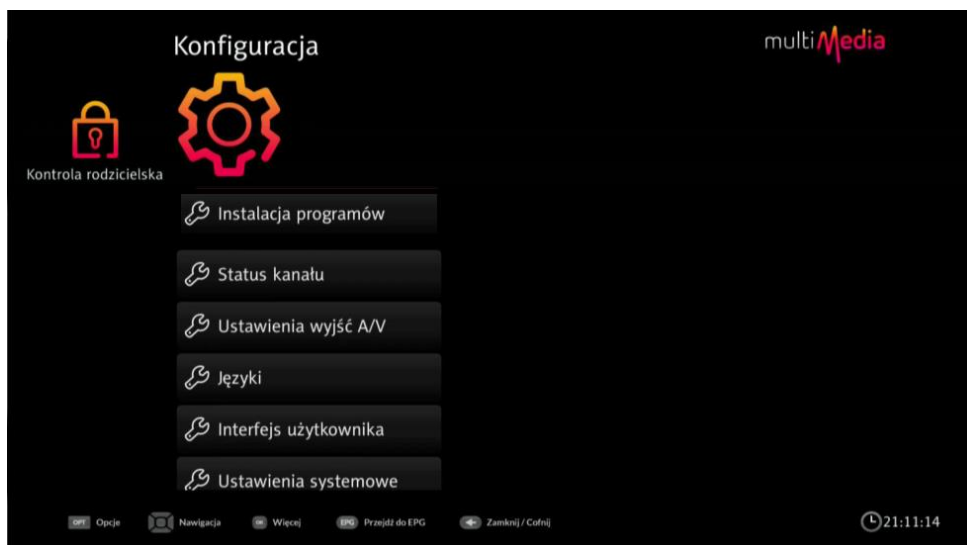 Konfiguracja
multiMedia
Kontrola rodzicielska
Instalacja programów
Status kanału
Ustawienia wyjść A/V
Języki
Interfejs użytkownika
Ustawienia systemowe
OPT Opcje Nawigacja OK Więcej EPG Przejdź do EPG Zamknij / Cofnij 21:11:14